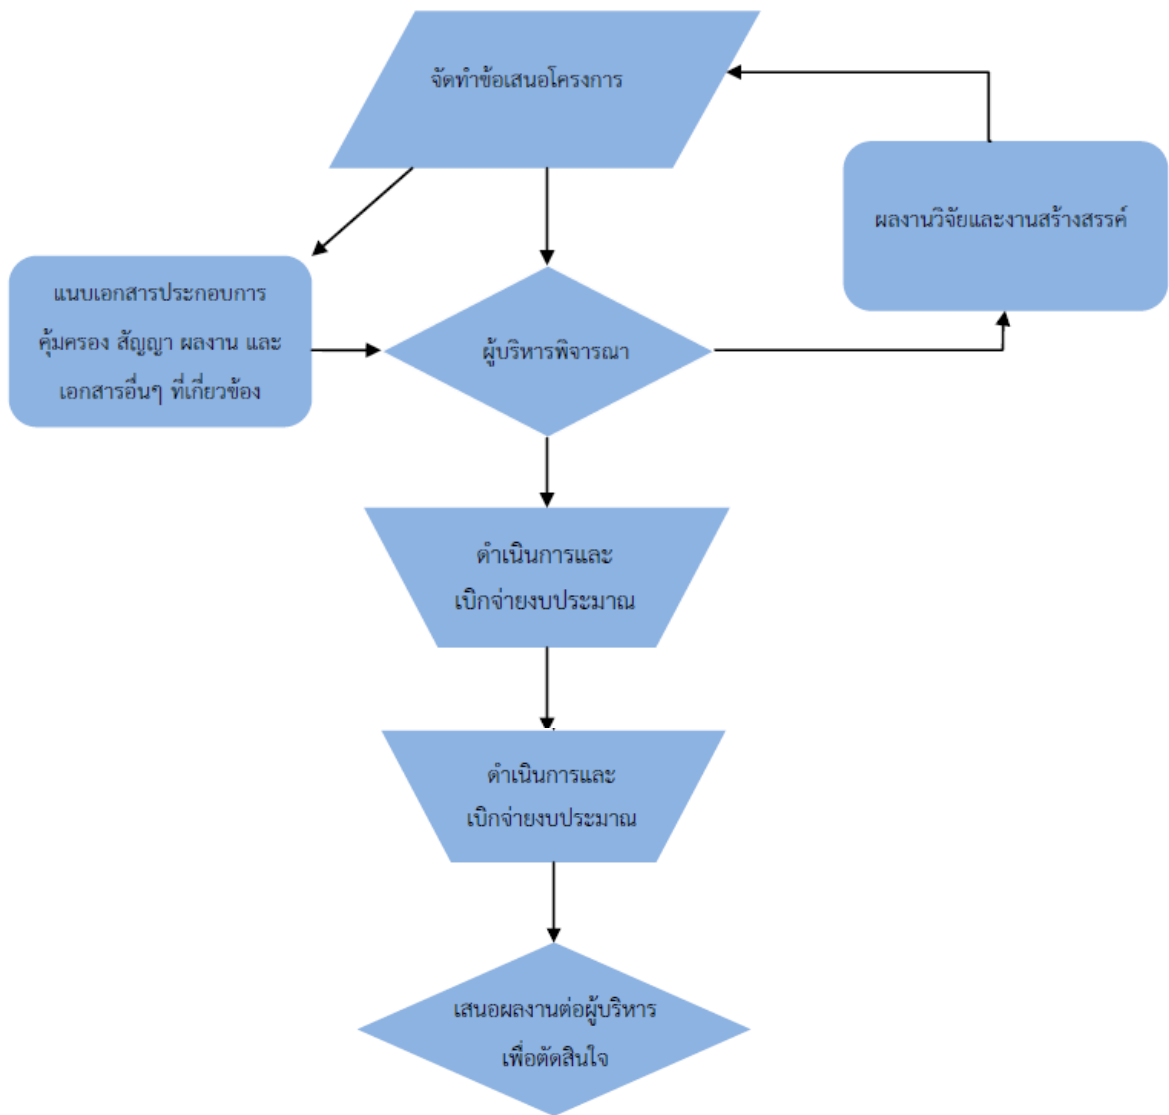 จัดทำข้อเสนอโครงการ
ผลงานวิจัยและงานสร้างสรรค์
แนบเอกสารประกอบการ
คุ้มครอง สัญญา ผลงาน และ
เอกสารอื่นๆ ที่เกี่ยวข้อง
ผู้บริหารพิจารณา
ดำเนินการและ
เบิกจ่ายงบประมาณ
ดำเนินการและ
เบิกจ่ายงบประมาณ
เสนอผลงานต่อผู้บริหาร
เพื่อตัดสินใจ